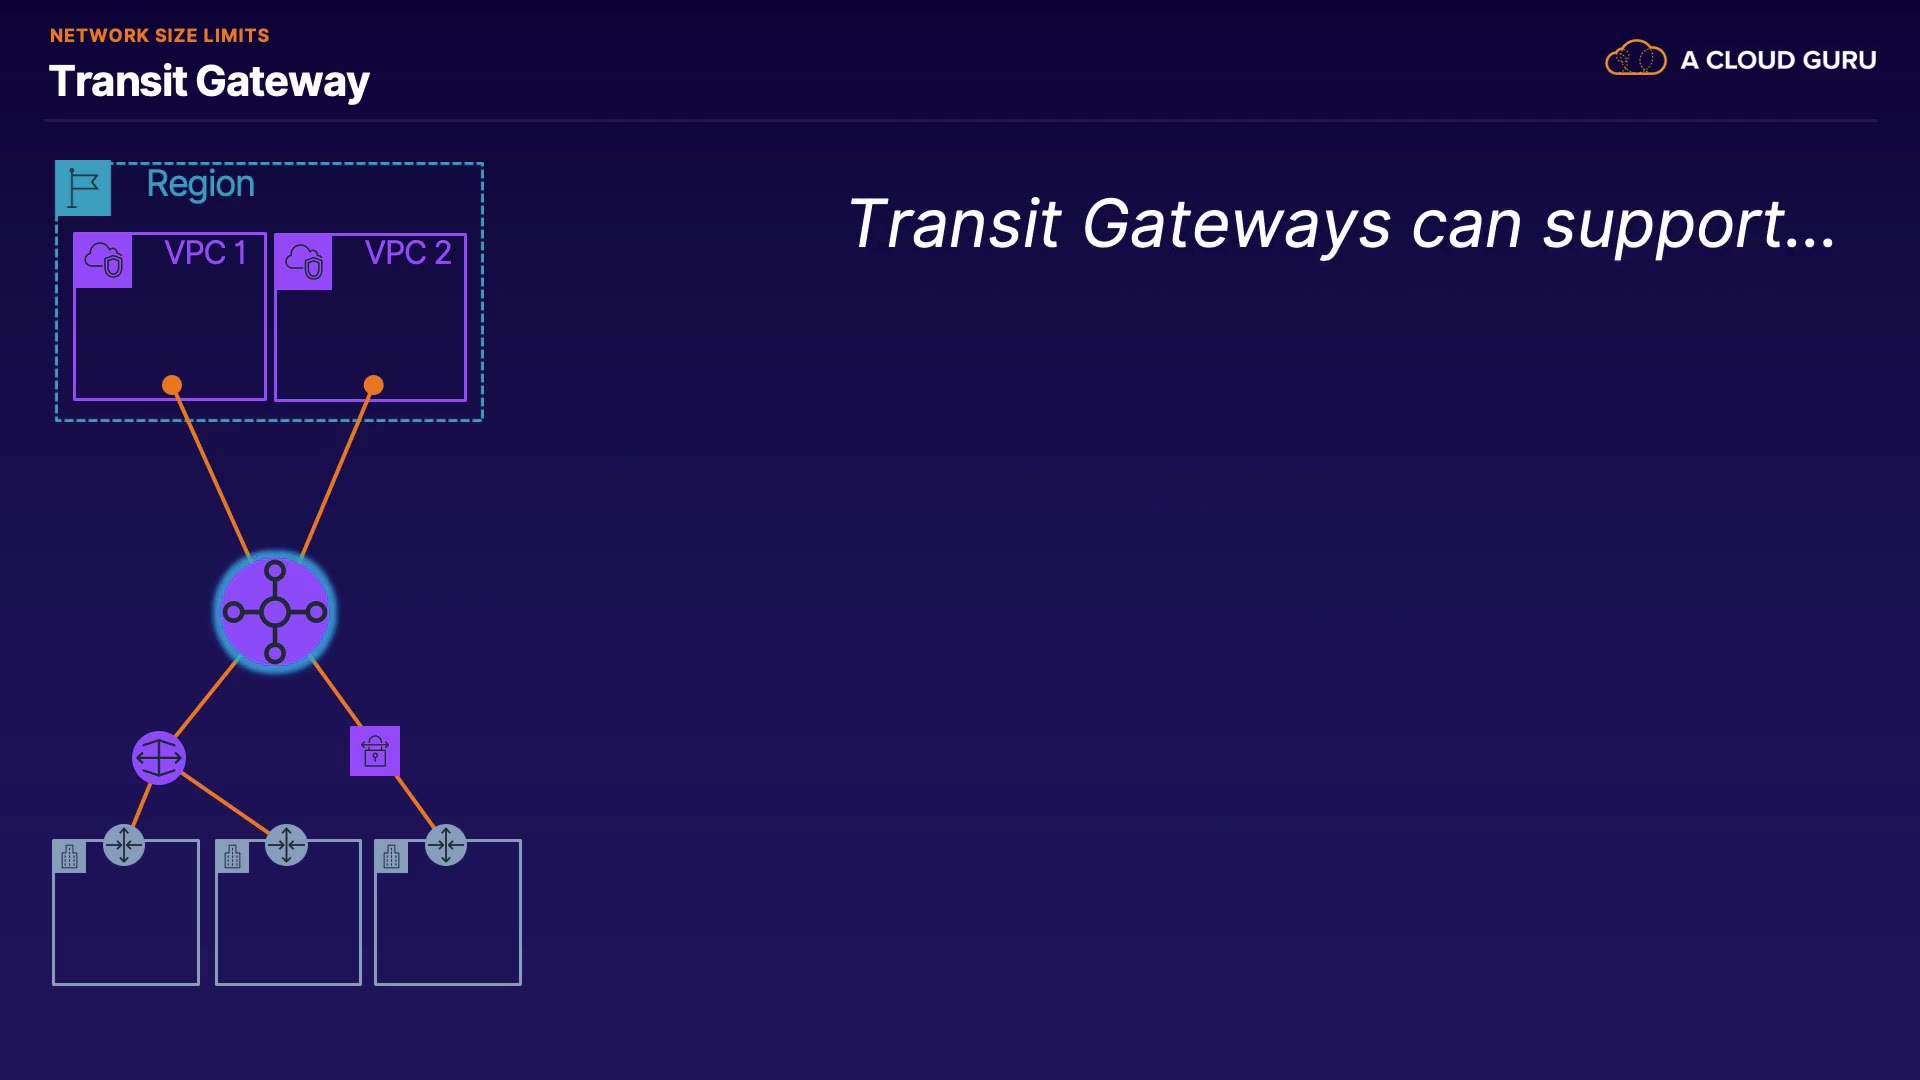 NETWORK SIZE LIMITS
Transit Gateway
A CLOUD GURU
Region
VPC 1
VPC 2
Transit Gateways can support...